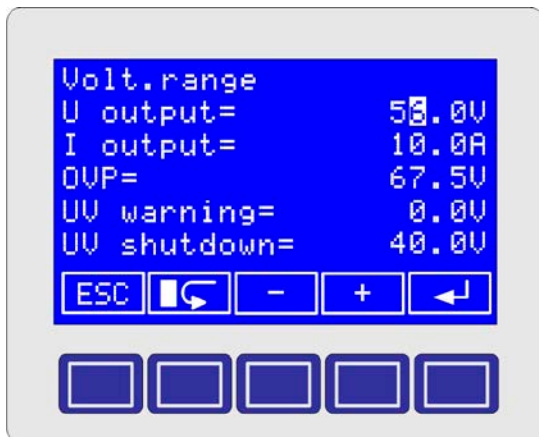 Volt.range
U output= 56.0V
I output= 10.0A
OVP= 67.5V
UV warning= 0.0V
UV shutdown= 40.0V
ESC - +